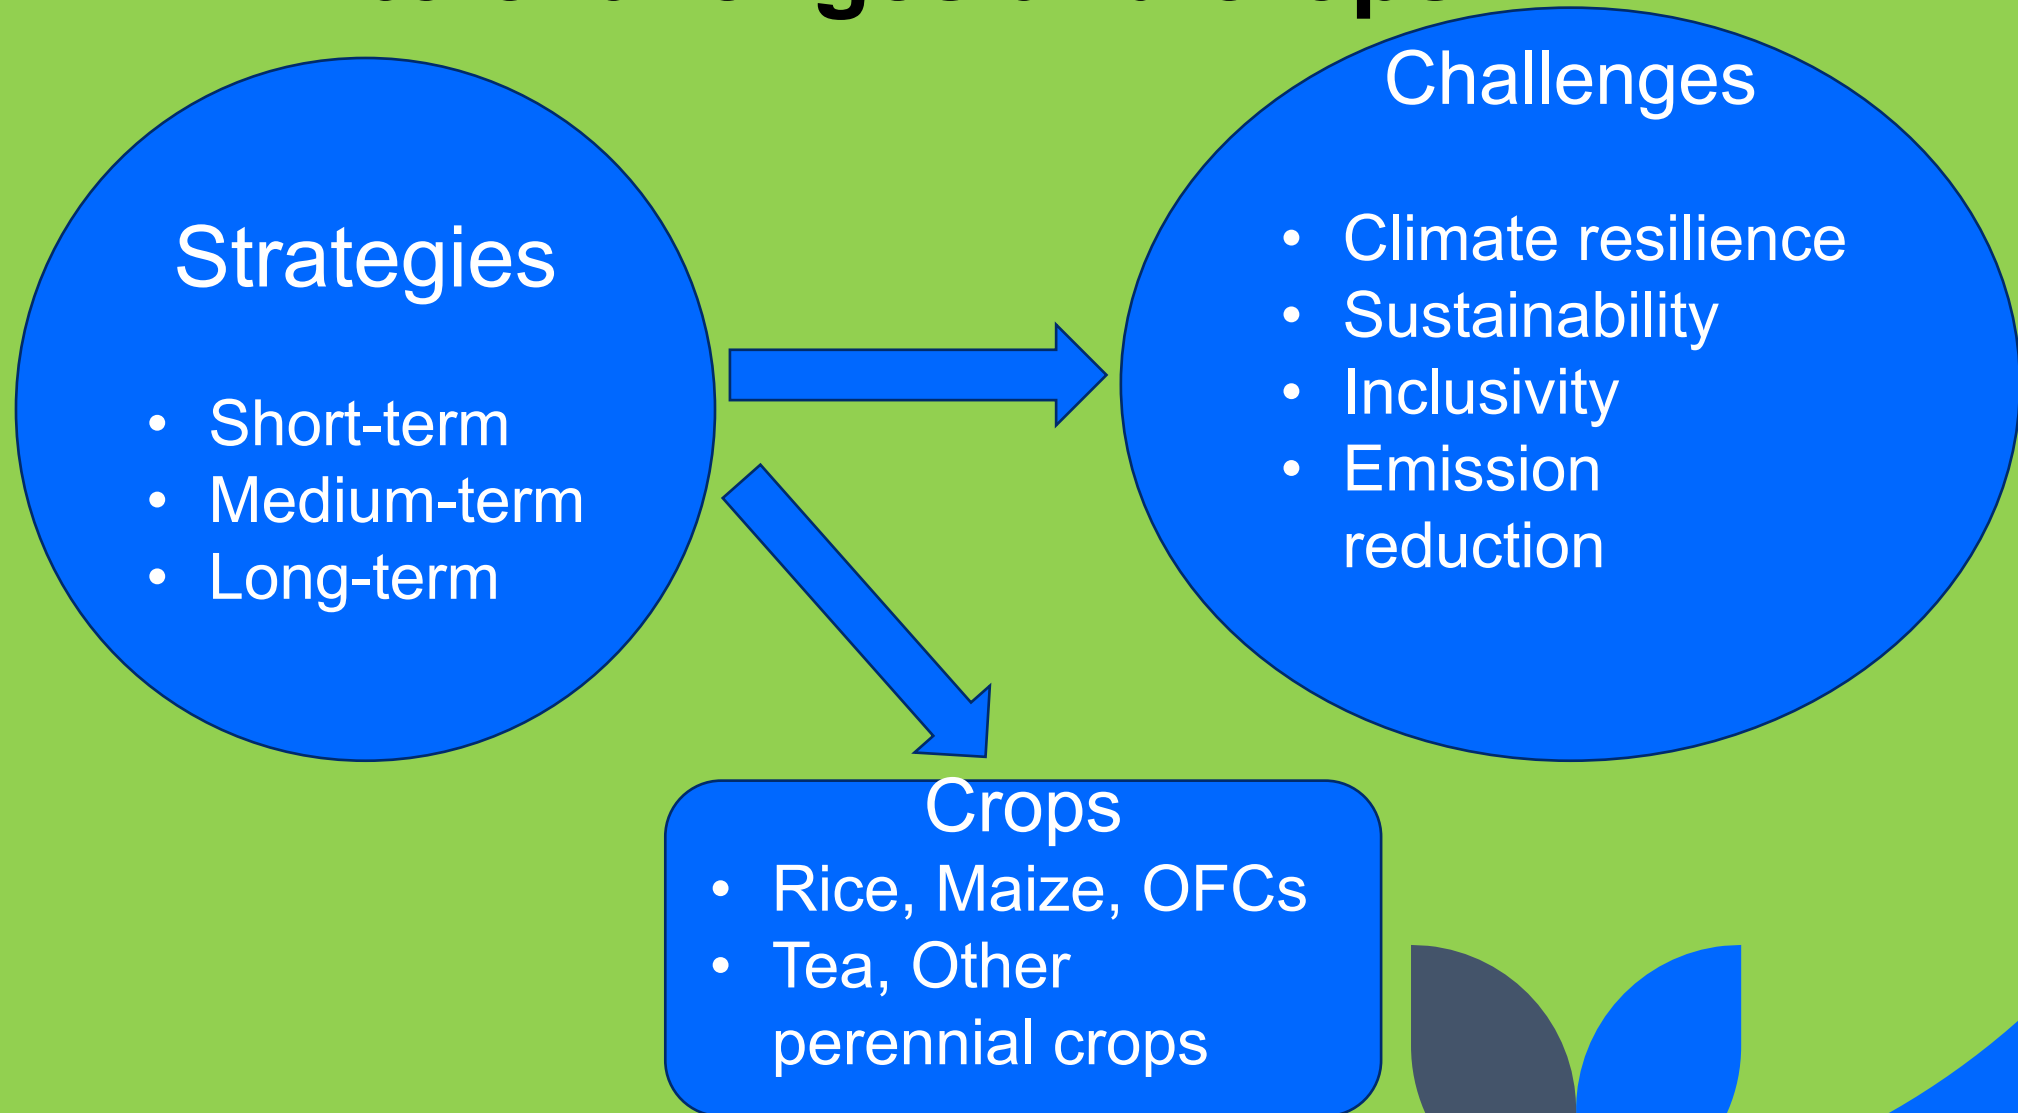 Challenges
Strategies
• Short-term
• Medium-term
• Long-term
• Climate resilience
• Sustainability
• Inclusivity
• Emission
reduction
Crops
• Rice, Maize, OFCs
• Tea, Other
perennial crops